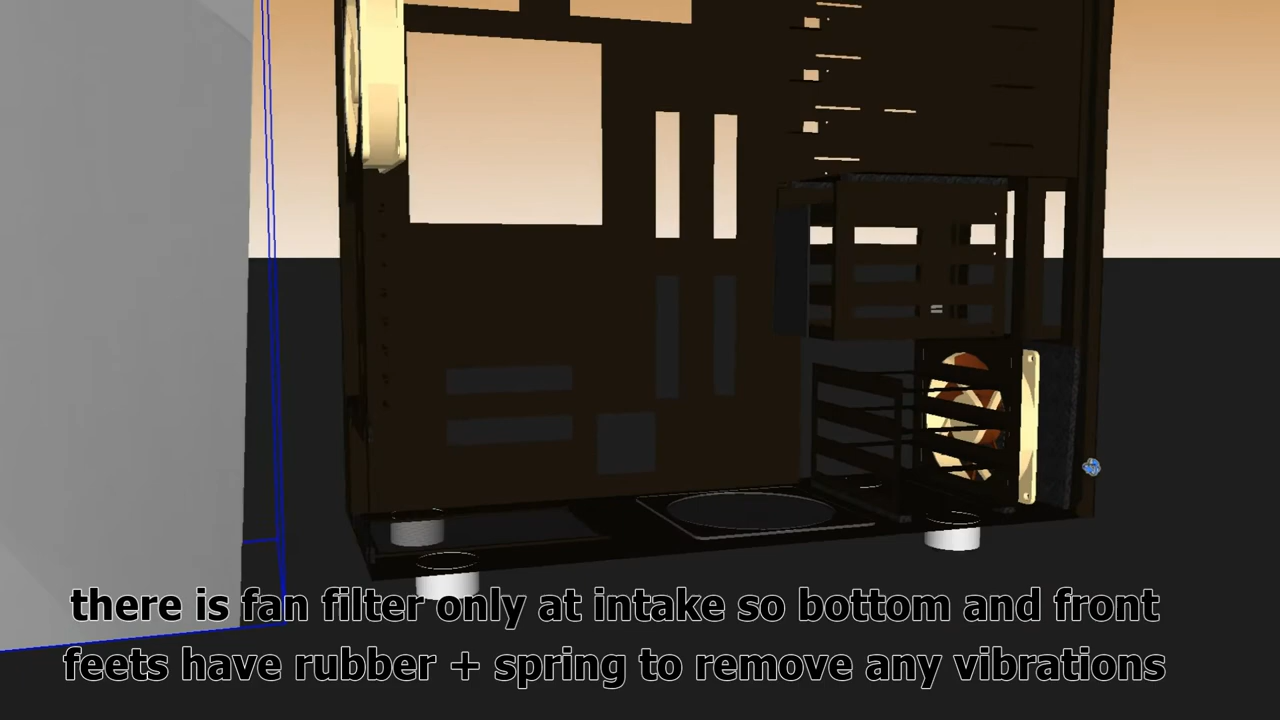 there is fan filter only at intake so bottom and front
feets have rubber + spring to remove any vibrations